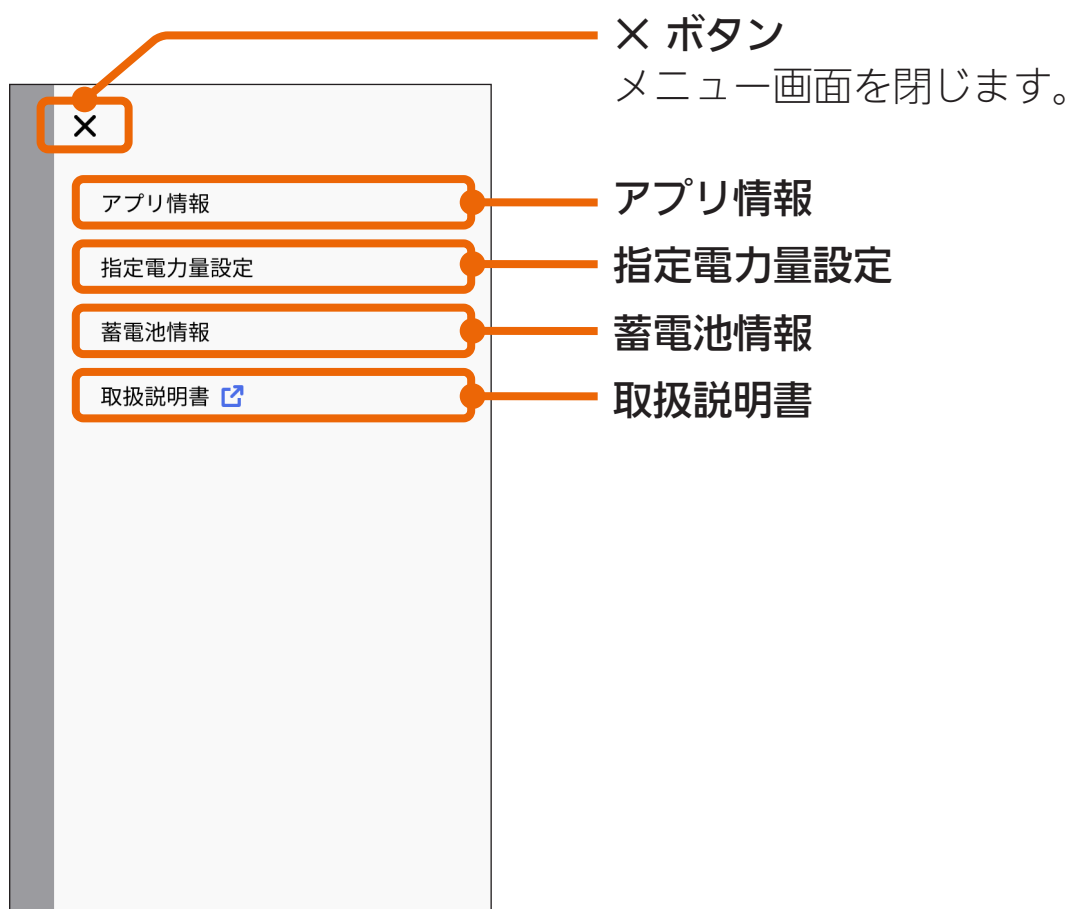 × ボタン
メニュー画面を閉じます。
×
アプリ情報
アプリ情報
指定電力量設定
指定電力量設定
蓄電池情報
蓄電池情報
取扱説明書
取扱説明書